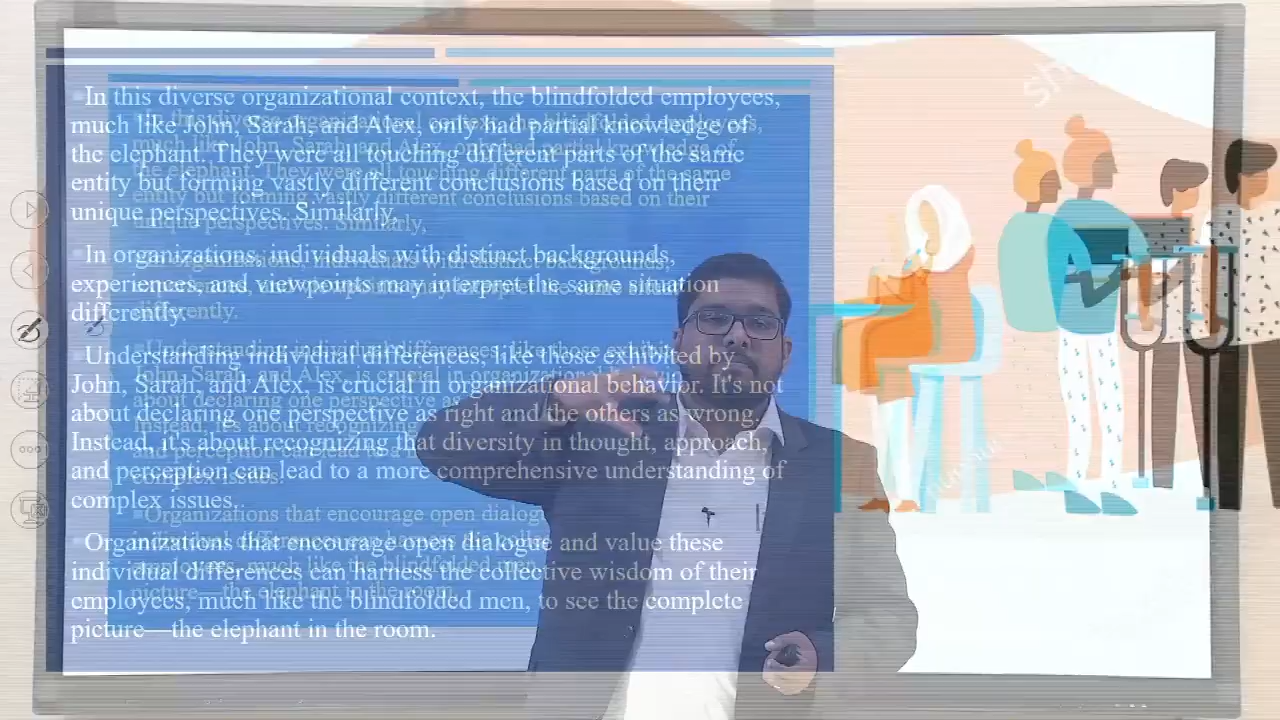 In this diverse organizational context, the blindfolded employees,
much like John, Sarah, and Alex, only had partial knowledge of
the elephant. They were all touching different parts of the same
entity but forming vastly different conclusions based on their
unique perspectives. Similarly,
In organizations, individuals with distinct backgrounds,
experiences, and viewpoints may interpret the same situation
differently.
Understanding individual differences, like those exhibited by
John, Sarah, and Alex, is crucial in organizational behavior. It's not
about declaring one perspective as right and the others as wrong.
Instead, it's about recognizing that diversity in thought, approach,
and perception can lead to a more comprehensive understanding of
complex issues.
Organizations that encourage open dialogue and value these
individual differences can harness the collective wisdom of their
employees, much like the blindfolded men, to see the complete
picture—the elephant in the room.